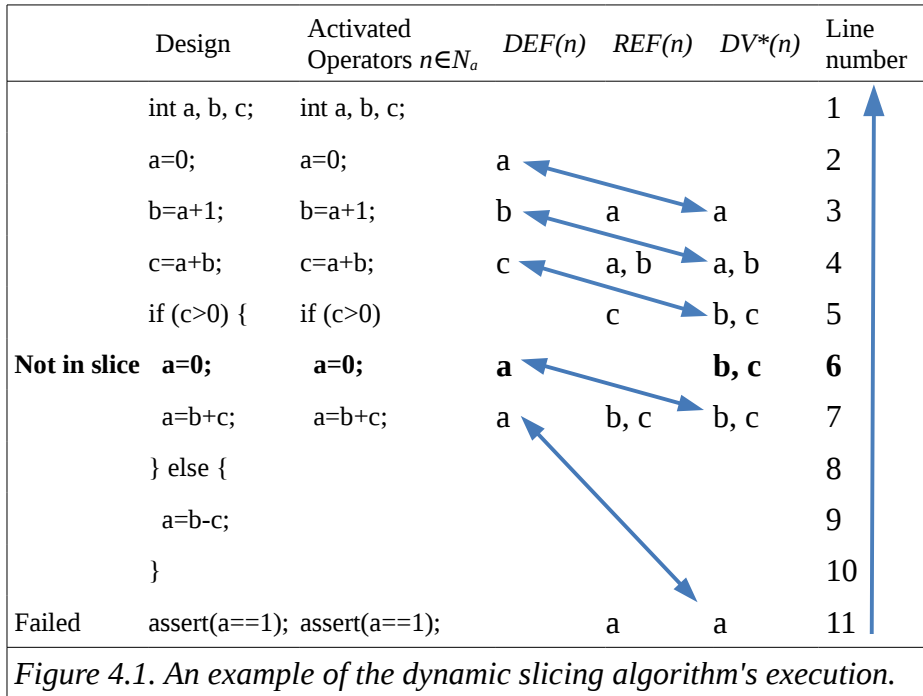 Design Activated Operators n∈Nₐ DEF(n) REF(n) DV*(n) Line number
int a, b, c; int a, b, c; 1
a=0; a=0; a 2
b=a+1; b=a+1; b a a 3
c=a+b; c=a+b; c a, b a, b 4
if (c>0) { if (c>0) c b, c 5
Not in slice a=0; a=0; a b, c 6
a=b+c; a=b+c; a b, c b, c 7
} else { 8
a=b-c; 9
} 10
Failed assert(a==1); assert(a==1); a a 11
Figure 4.1. An example of the dynamic slicing algorithm's execution.